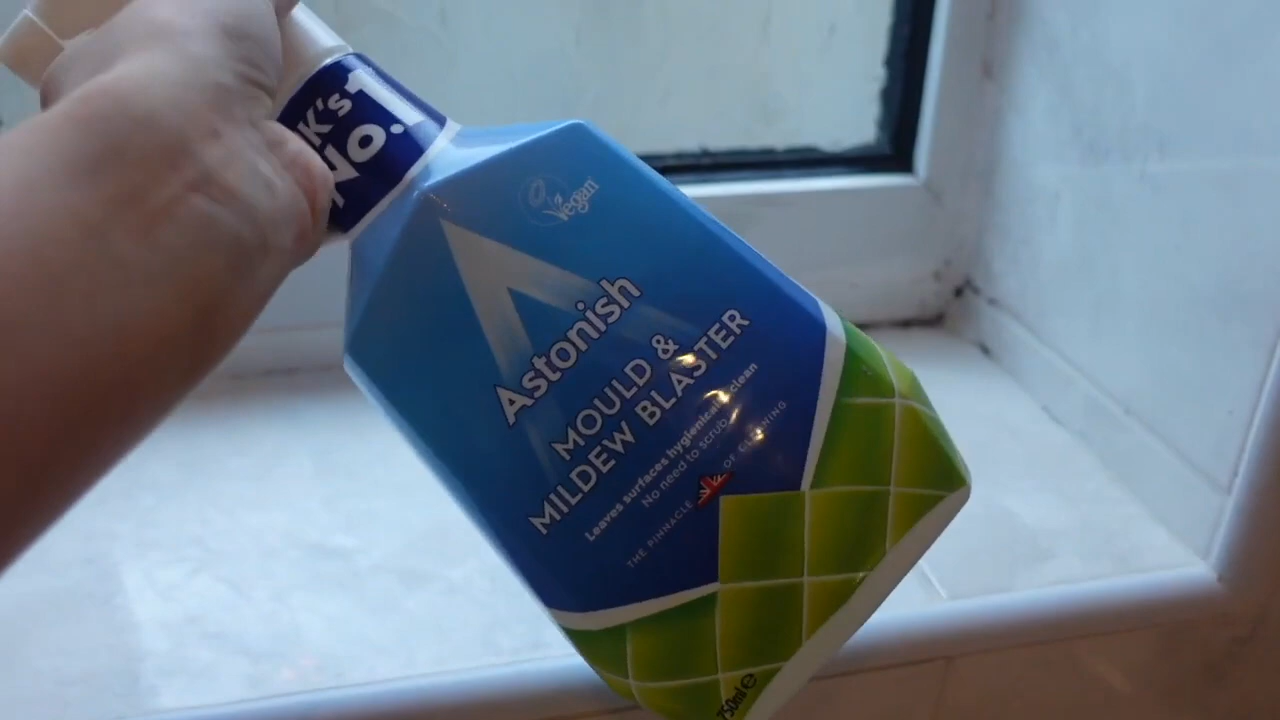 K's
No.1
Vegan
Astonish
MOULD &
MILDEW BLASTER
Leaves surfaces hygienically clean
No need to scrub
THE PINNACLE OF CLEANING
750ml e